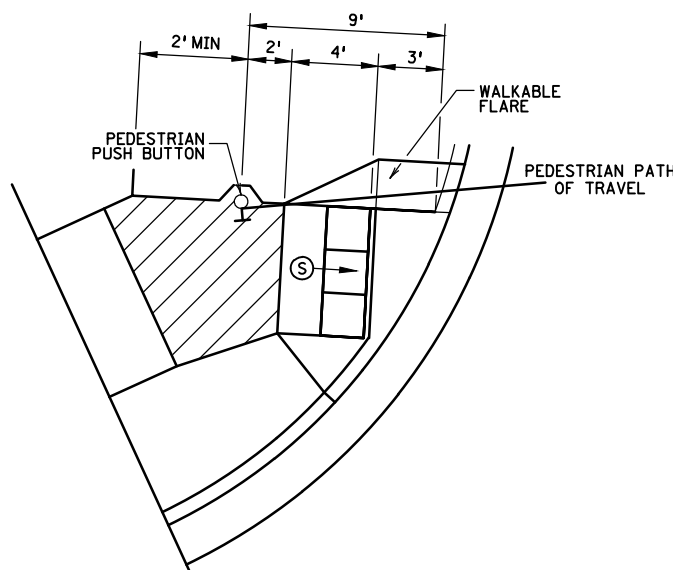 9'
2' MIN
2'
4'
3'
WALKABLE
FLARE
PEDESTRIAN
PUSH BUTTON
PEDESTRIAN PATH
OF TRAVEL
S